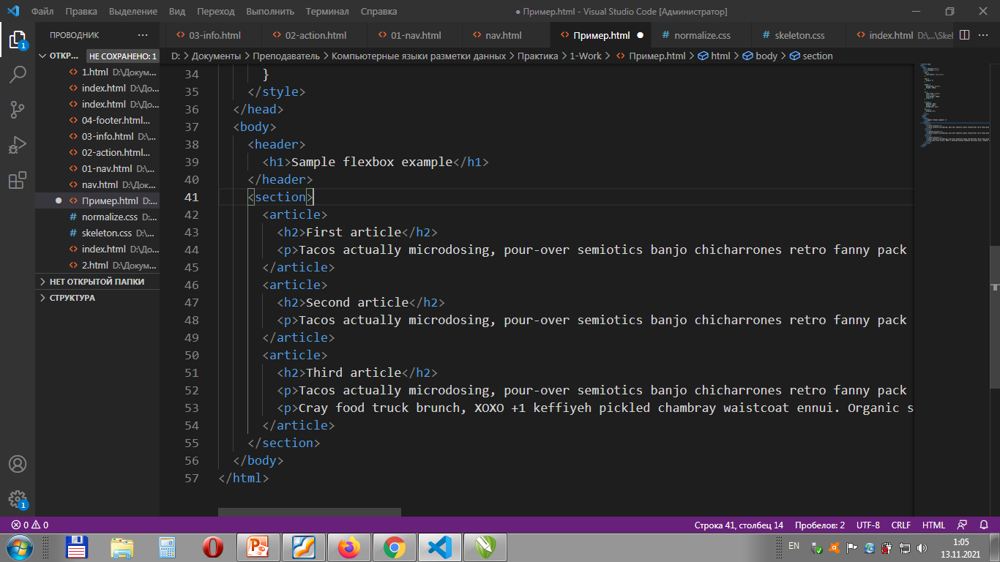 Файл Правка Выделение Вид Переход Выполнить Терминал Справка ● Пример.html - Visual Studio Code [Администратор]
ПРОВОДНИК ··· 03-info.html 02-action.html 01-nav.html nav.html Пример.html ● # normalize.css # skeleton.css index.html D:\...\Skel ···
ОТКР... НЕ СОХРАНЕНО: 1
D: > Документы > Преподаватель > Компьютерные языки разметки данных > Практика > 1-Work > Пример.html > html > body > section
1.html D:\Докум...
index.html D:\До...
index.html D:\До...
04-footer.html...
03-info.html D:\...
02-action.html...
01-nav.html D:\...
nav.html D:\Док...
● Пример.html D:...
# normalize.css D:...
# skeleton.css D:\...
index.html D:\До...
2.html D:\Докум...
НЕТ ОТКРЫТОЙ ПАПКИ
СТРУКТУРА
1
1
34 }
35 </style>
36 </head>
37 <body>
38 <header>
39 <h1>Sample flexbox example</h1>
40 </header>
41 <section>
42 <article>
43 <h2>First article</h2>
44 <p>Tacos actually microdosing, pour-over semiotics banjo chicharrones retro fanny pack
45 </article>
46 <article>
47 <h2>Second article</h2>
48 <p>Tacos actually microdosing, pour-over semiotics banjo chicharrones retro fanny pack
49 </article>
50 <article>
51 <h2>Third article</h2>
52 <p>Tacos actually microdosing, pour-over semiotics banjo chicharrones retro fanny pack
53 <p>Cray food truck brunch, XOXO +1 keffiyeh pickled chambray waistcoat ennui. Organic s
54 </article>
55 </section>
56 </body>
57 </html>
0 0 Строка 41, столбец 14 Пробелов: 2 UTF-8 CRLF HTML
EN 1:05
13.11.2021